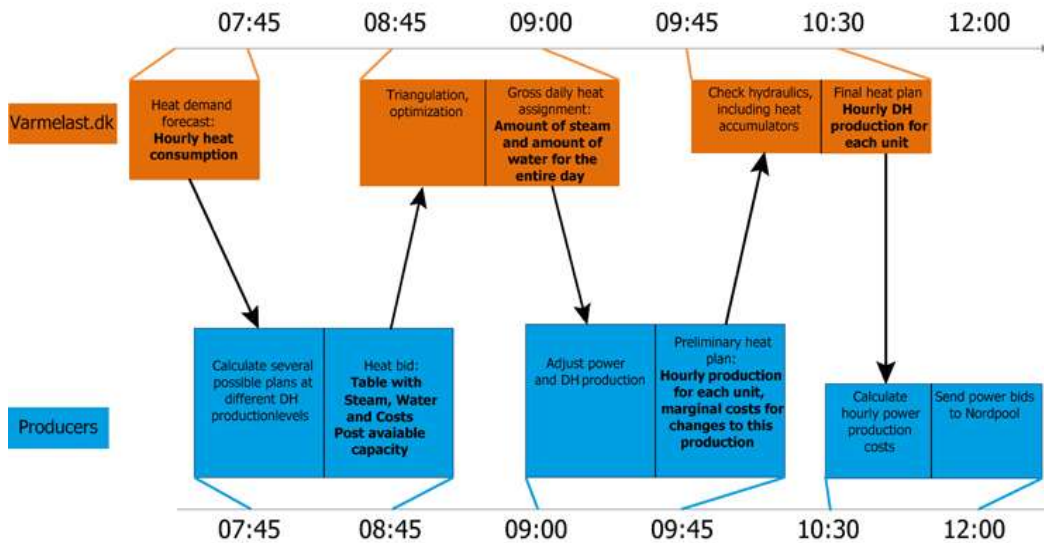 07:45 08:45 09:00 09:45 10:30 12:00
Varmelast.dk
Heat demand
forecast:
Hourly heat
consumption
Triangulation,
optimization
Gross daily heat
assignment:
Amount of steam
and amount of
water for the
entire day
Check hydraulics,
including heat
accumulators
Final heat plan
Hourly DH
production for
each unit
Producers
Calculate several
possible plans at
different DH
productionlevels
Heat bid:
Table with
Steam, Water
and Costs
Post avaiable
capacity
Adjust power
and DH production
Preliminary heat
plan:
Hourly production
for each unit,
marginal costs for
changes to this
production
Calculate
hourly power
production
costs
Send power bids
to Nordpool
07:45 08:45 09:00 09:45 10:30 12:00